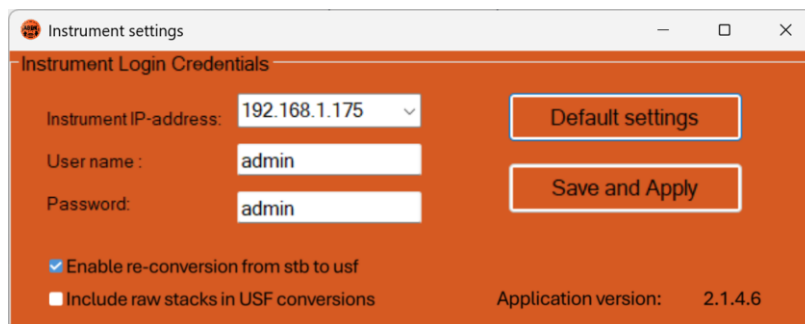 Instrument settings
Instrument Login Credentials
Instrument IP-address: 192.168.1.175
Default settings
User name : admin
Save and Apply
Password: admin
Enable re-conversion from stb to usf
Include raw stacks in USF conversions
Application version: 2.1.4.6